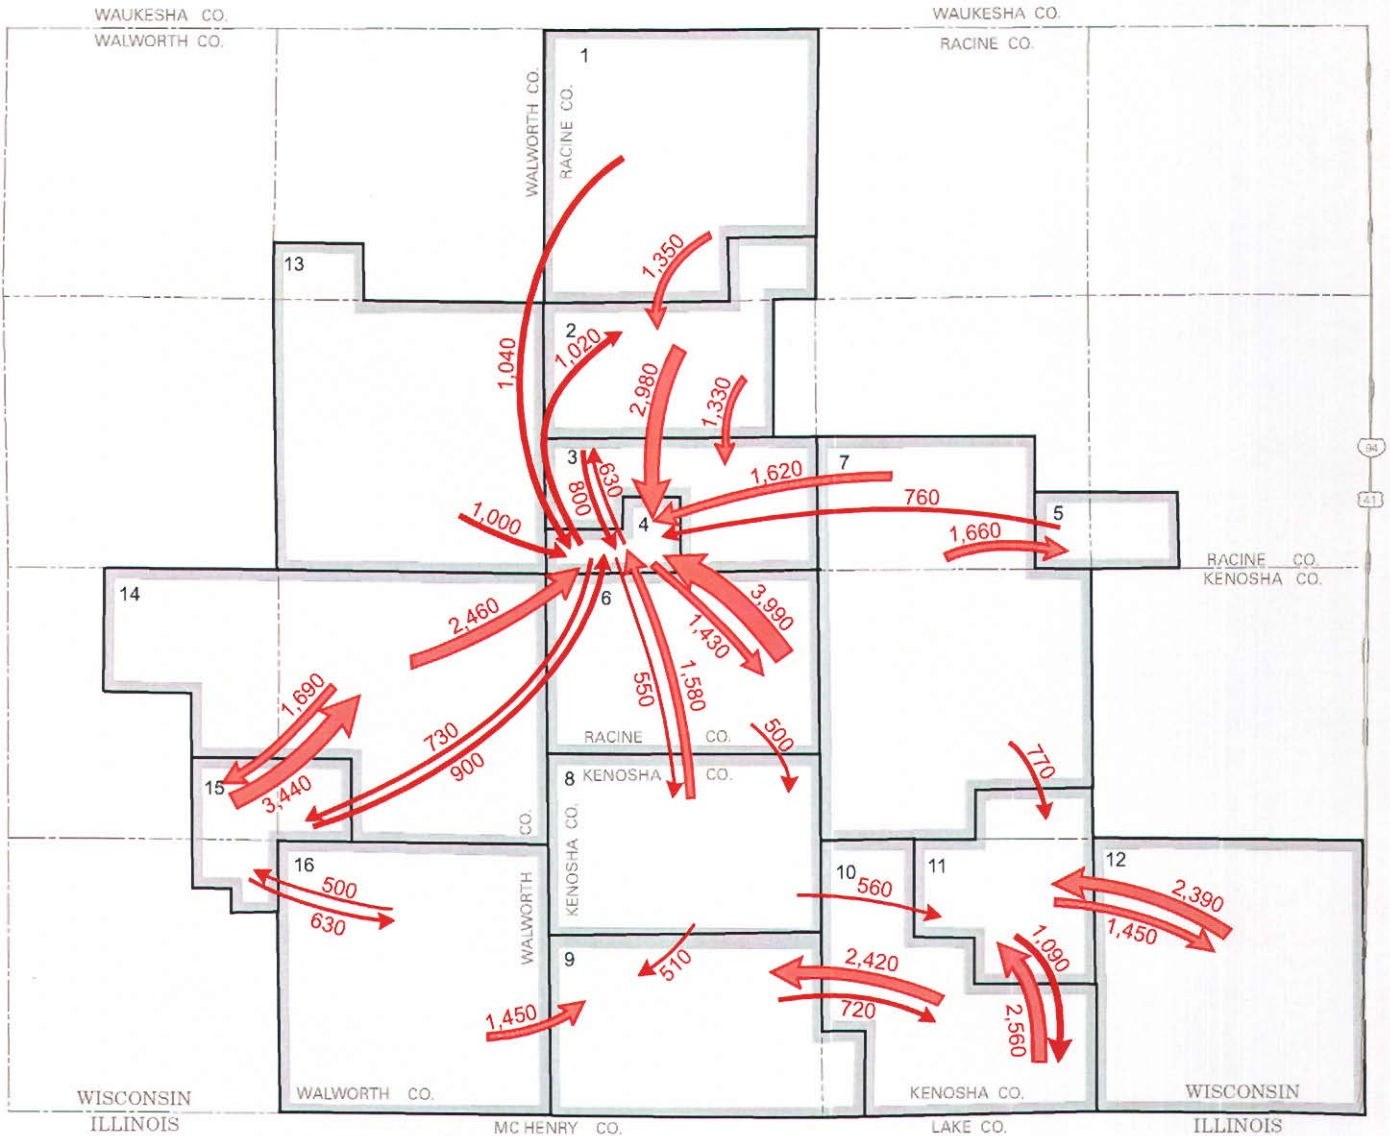 WAUKESHA CO.
WALWORTH CO.
WAUKESHA CO.
RACINE CO.
WALWORTH CO.
RACINE CO.
1
13
1,350
2
1,040
1,020
2,980
1,330
3
630
800
4
7
1,620
760
5
1,660
1,000
94
41
RACINE CO.
KENOSHA CO.
14
6
2,460
3,990
1,430
1,580
550
1,690
730
900
500
RACINE CO.
KENOSHA CO.
8
770
15
3,440
WALWORTH CO.
KENOSHA CO.
16
10
11
12
500
630
560
2,390
1,450
9
510
2,420
720
1,090
2,560
1,450
WISCONSIN
ILLINOIS
WALWORTH CO.
MC HENRY CO.
KENOSHA CO.
LAKE CO.
WISCONSIN
ILLINOIS